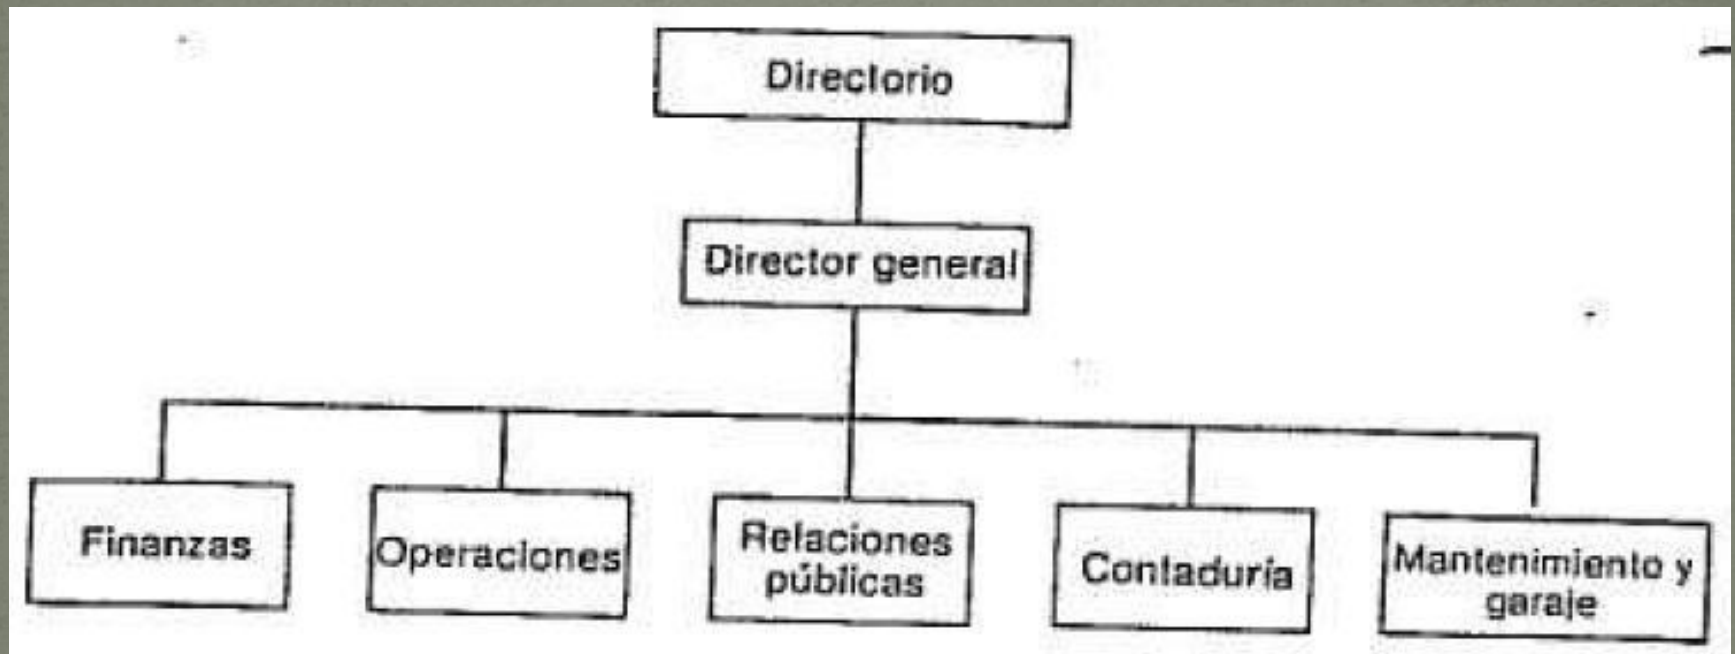 Directorio
Director general
Finanzas
Operaciones
Relaciones
públicas
Contaduría
Mantenimiento y
garaje